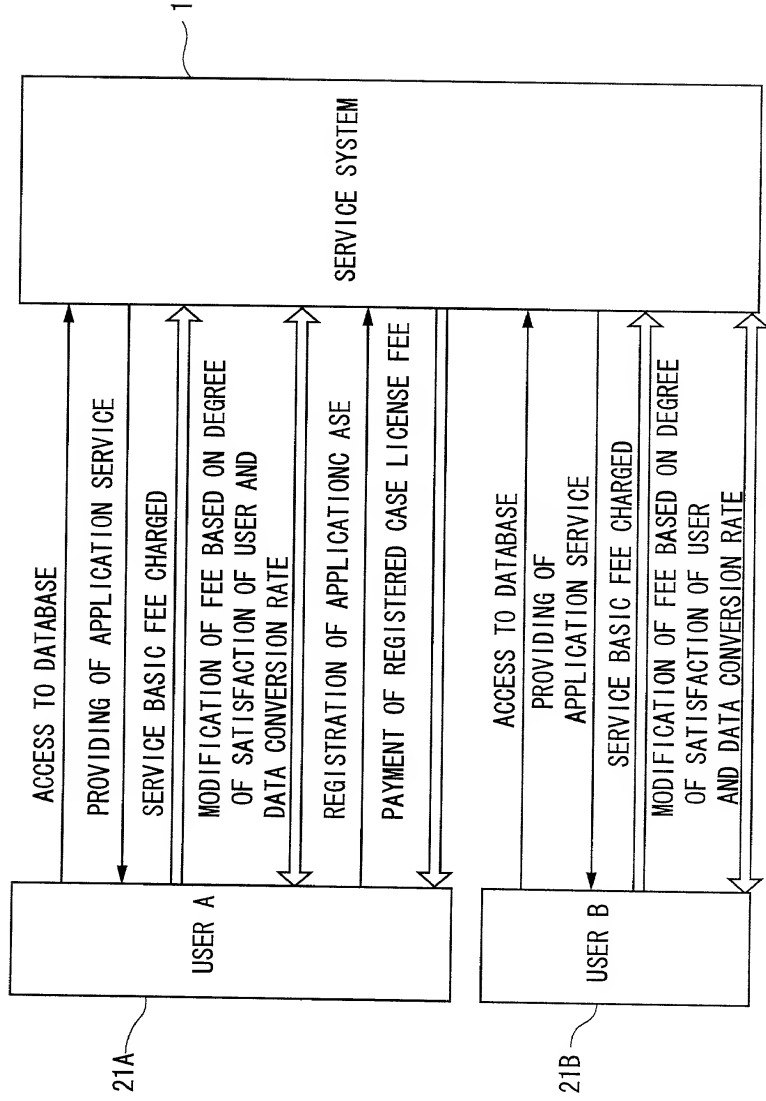 1
SERVICE SYSTEM
ACCESS TO DATABASE
PROVIDING OF APPLICATION SERVICE
SERVICE BASIC FEE CHARGED
MODIFICATION OF FEE BASED ON DEGREE
OF SATISFACTION OF USER AND
DATA CONVERSION RATE
REGISTRATION OF APPLICATIONC ASE
PAYMENT OF REGISTERED CASE LICENSE FEE
USER A
21A
ACCESS TO DATABASE
PROVIDING OF
APPLICATION SERVICE
SERVICE BASIC FEE CHARGED
MODIFICATION OF FEE BASED ON DEGREE
OF SATISFACTION OF USER
AND DATA CONVERSION RATE
USER B
21B